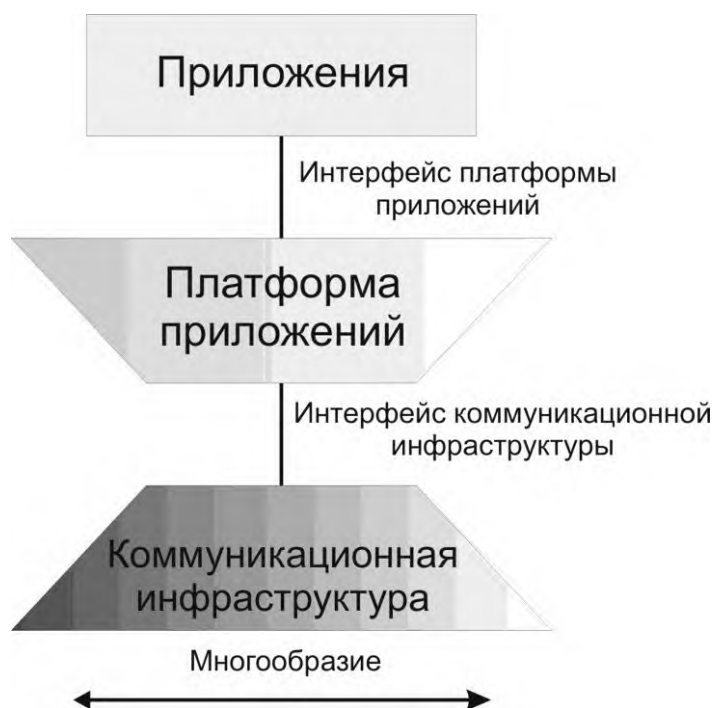 Приложения
Интерфейс платформы
приложений
Платформа
приложений
Интерфейс коммуникационной
инфраструктуры
Коммуникационная
инфраструктура
Многообразие